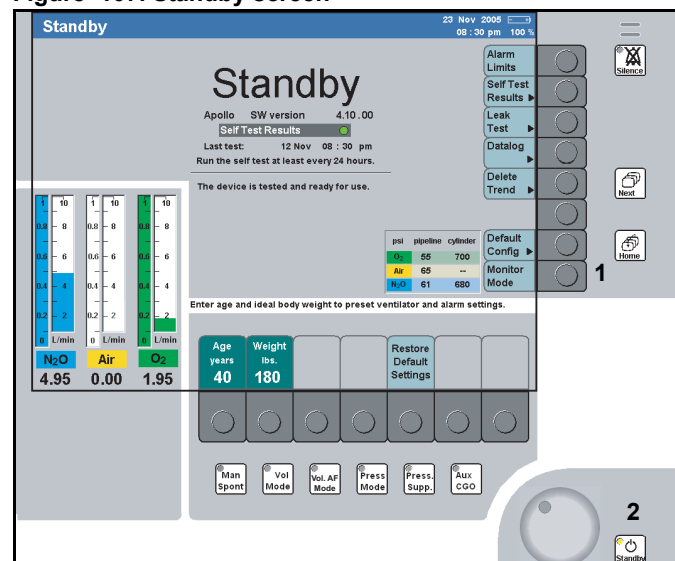 Standby screen
Standby
23 Nov 2005
08 : 30 pm 100 %
Standby
Apollo SW version 4.10.00
Self Test Results
Last test: 12 Nov 08 : 30 pm
Run the self test at least every 24 hours.
The device is tested and ready for use.
Alarm
Limits
Self Test
Results
Leak
Test
Datalog
Delete
Trend
Default
Config
Monitor
Mode
Silence
Next
Home
1
psi pipeline cylinder
O2 55 700
Air 65 --
N2O 61 680
Enter age and ideal body weight to preset ventilator and alarm settings.
1 10 1 10 1 10
0.8 8 0.8 8 0.8 8
0.6 6 0.6 6 0.6 6
0.4 4 0.4 4 0.4 4
0.2 2 0.2 2 0.2 2
0 L/min 0 L/min 0 L/min
N2O Air O2
4.95 0.00 1.95
Age
years
40
Weight
lbs.
180
Restore
Default
Settings
Man
Spont
Vol
Mode
Vol. AF
Mode
Press
Mode
Press.
Supp.
Aux
CGO
2
Standby